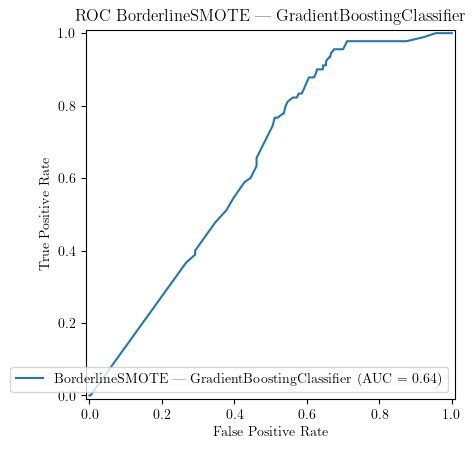 ROC BorderlineSMOTE — GradientBoostingClassifier
True Positive Rate
1.0
0.8
0.6
0.4
0.2
0.0
BorderlineSMOTE — GradientBoostingClassifier (AUC = 0.64)
0.0 0.2 0.4 0.6 0.8 1.0
False Positive Rate